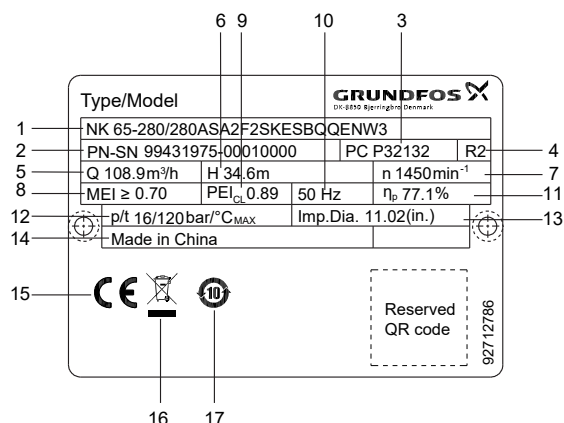 6 9 10 3
Type/Model
GRUNDFOS
DK-8850 Bjerringbro Denmark
1 NK 65-280/280ASA2F2SKESBQQENW3
2 PN-SN 99431975-00010000 PC P32132 R2 4
5 Q 108.9m³/h H 34.6m n 1450min⁻¹ 7
8 MEI ≥ 0.70 PEI_CL 0.89 50 Hz ηₚ 77.1% 11
12 p/t 16/120bar/°C_MAX Imp.Dia. 11.02(in.) 13
14 Made in China
15 CE 10
Reserved
QR code
92712786
16 17